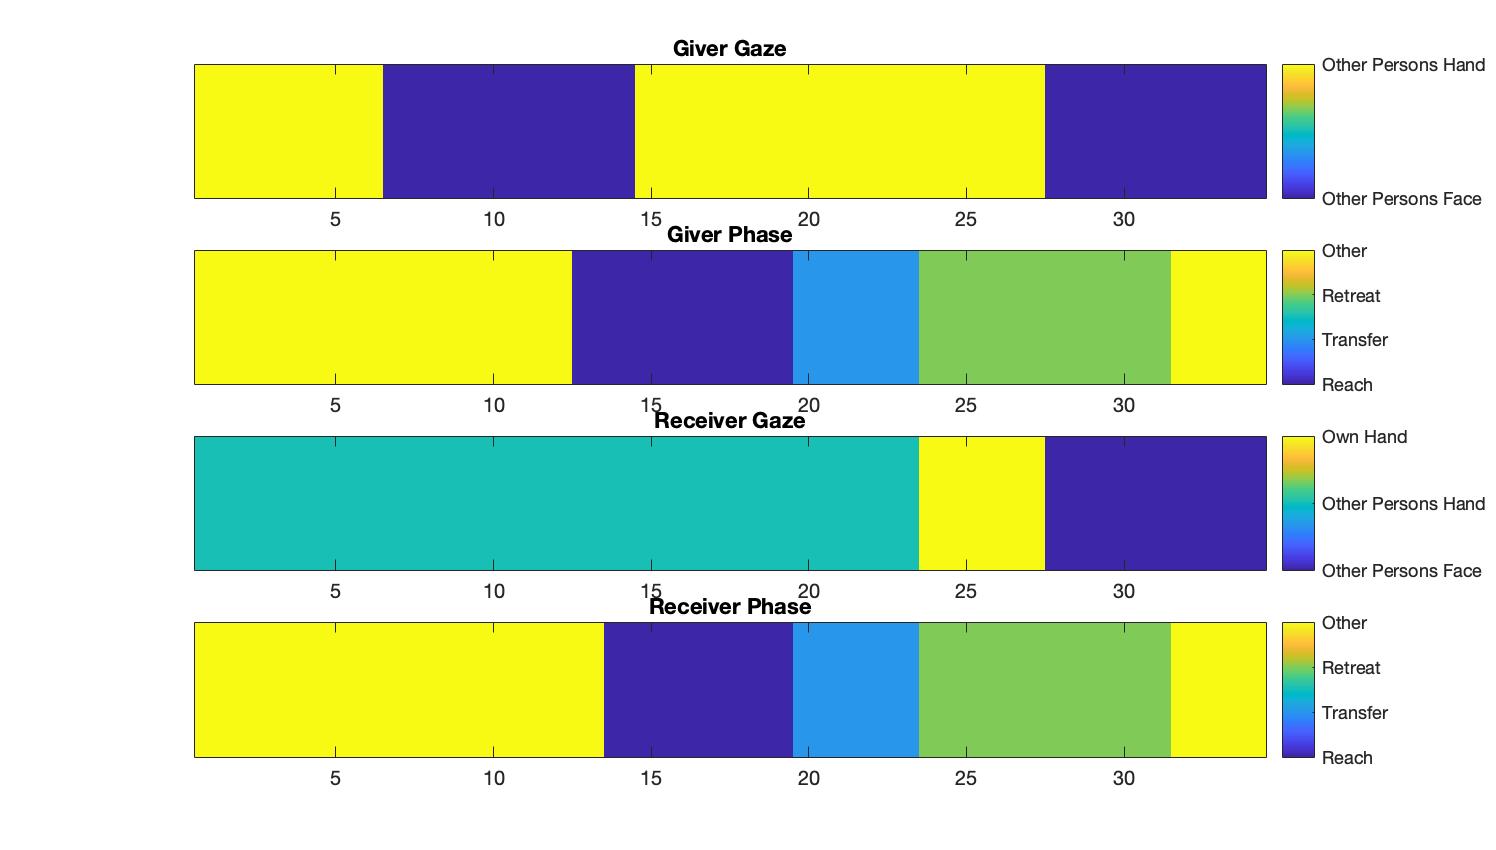 Giver Gaze
Other Persons Hand
Other Persons Face
5 10 15 20 25 30
Giver Phase
Other
Retreat
Transfer
Reach
5 10 15 20 25 30
Receiver Gaze
Own Hand
Other Persons Hand
Other Persons Face
5 10 15 20 25 30
Receiver Phase
Other
Retreat
Transfer
Reach
5 10 15 20 25 30